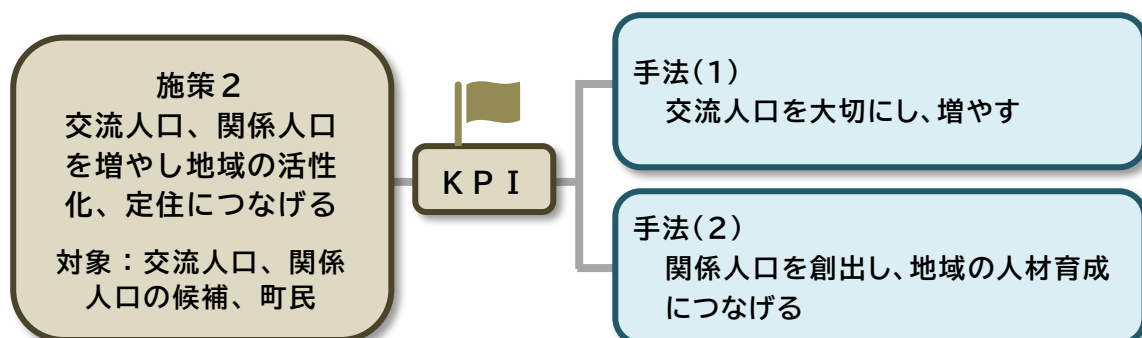 施策２
交流人口、関係人口
を増やし地域の活性
化、定住につなげる
対象：交流人口、関係
人口の候補、町民
ＫＰＩ
手法(1)
交流人口を大切にし、増やす
手法(2)
関係人口を創出し、地域の人材育成
につなげる